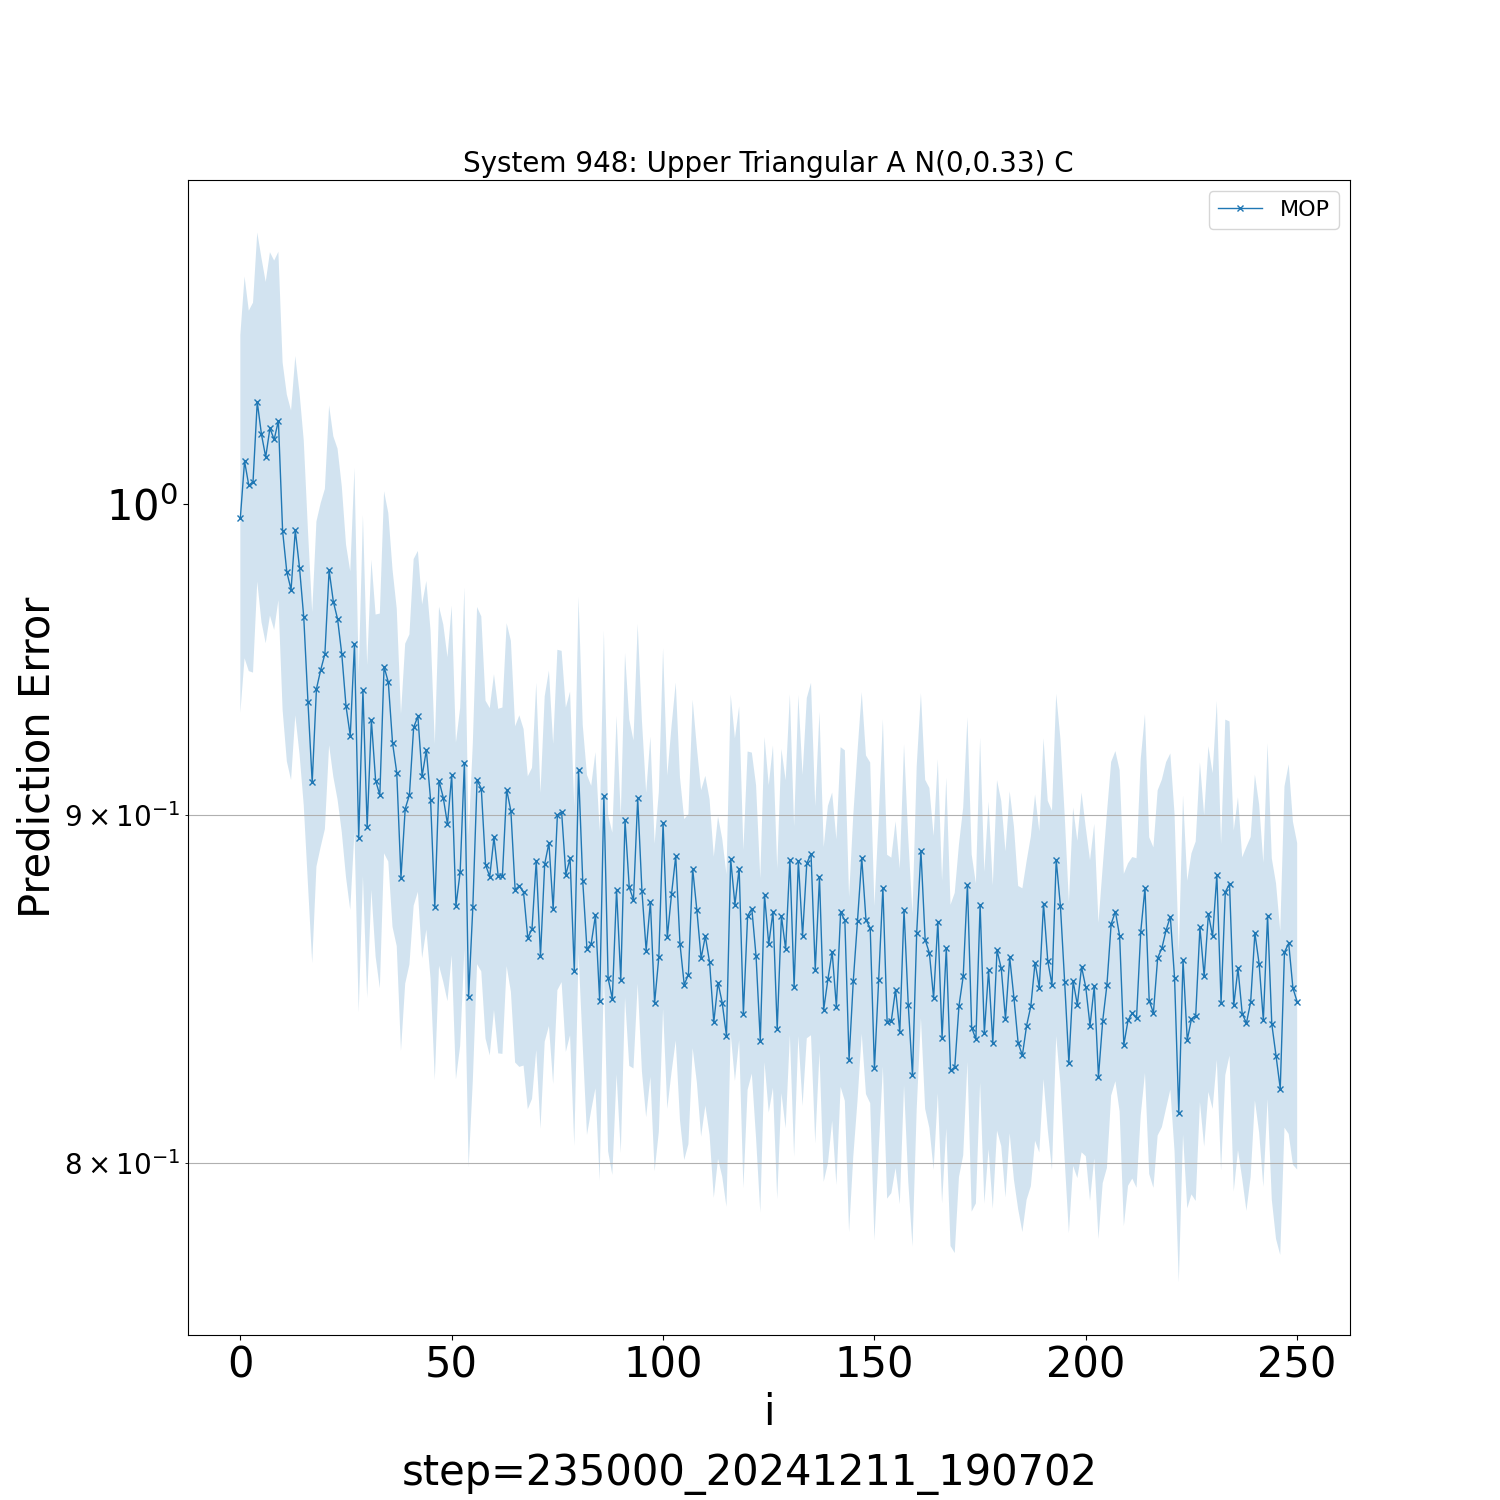 System 948: Upper Triangular A N(0,0.33) C
MOP
Prediction Error
10⁰
9 × 10⁻¹
8 × 10⁻¹
0 50 100 150 200 250
i
step=235000_20241211_190702